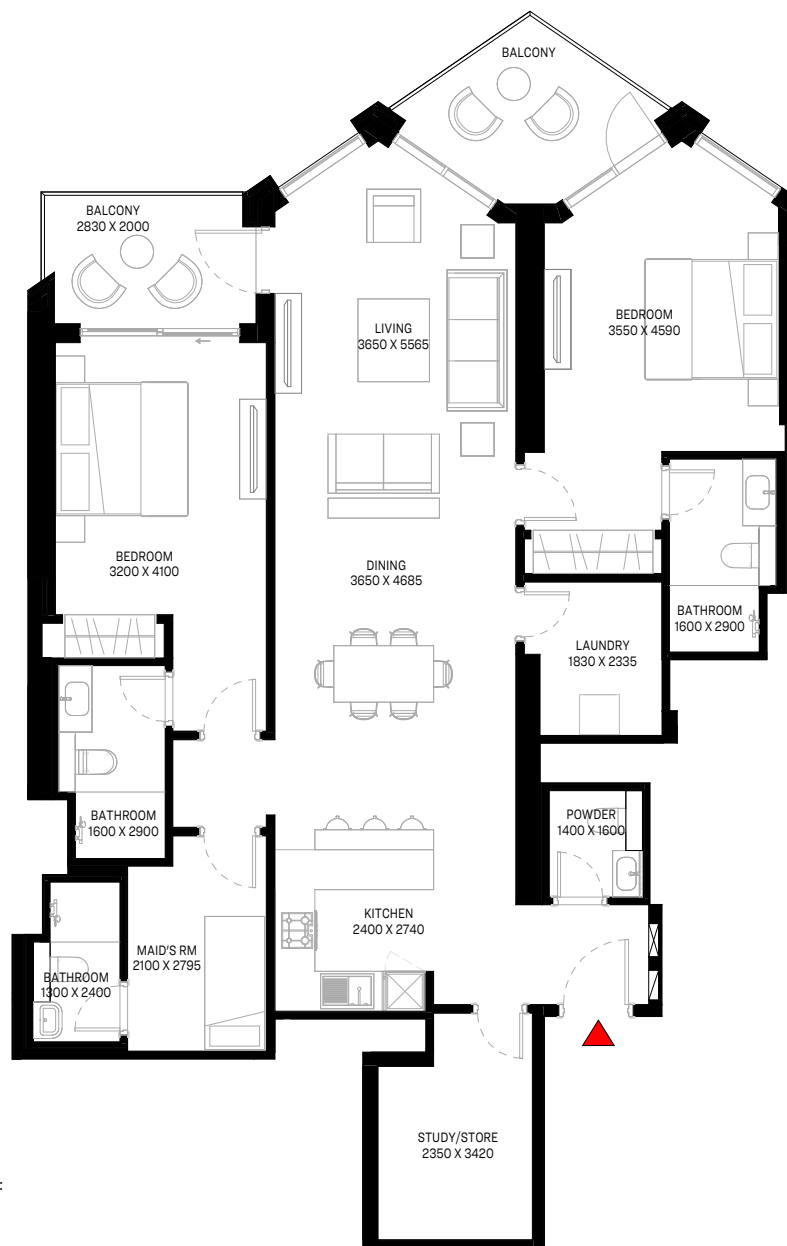 BALCONY
BALCONY
2830 X 2000
LIVING
3650 X 5565
BEDROOM
3550 X 4590
BEDROOM
3200 X 4100
DINING
3650 X 4685
BATHROOM
1600 X 2900
LAUNDRY
1830 X 2335
BATHROOM
1600 X 2900
POWDER
1400 X 1600
KITCHEN
2400 X 2740
MAID'S RM
2100 X 2795
BATHROOM
1300 X 2400
STUDY/STORE
2350 X 3420
: